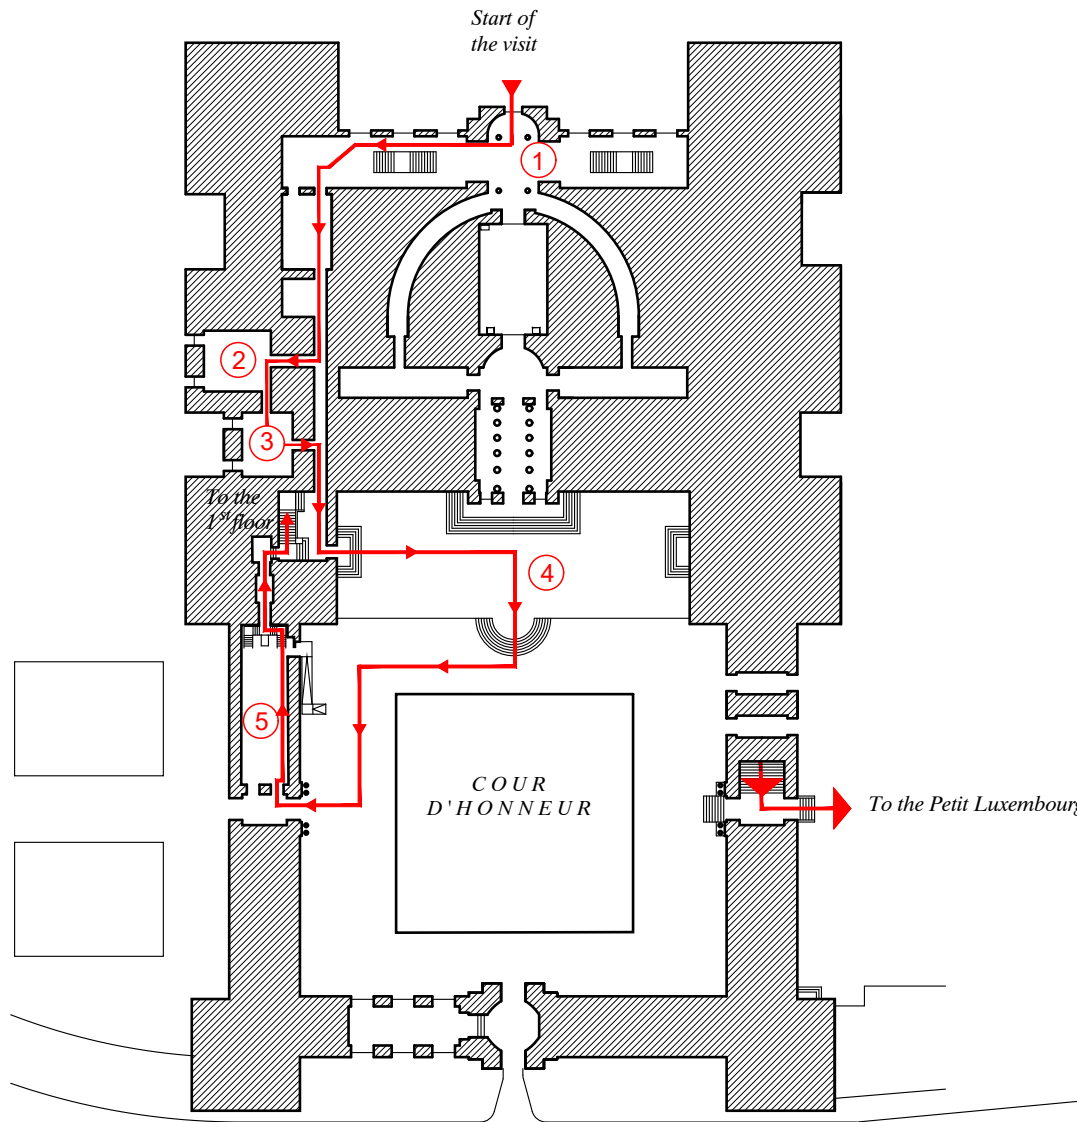 Start of
the visit
1
2
3
To the
1st floor
4
5
COUR
D'HONNEUR
To the Petit Luxembourg